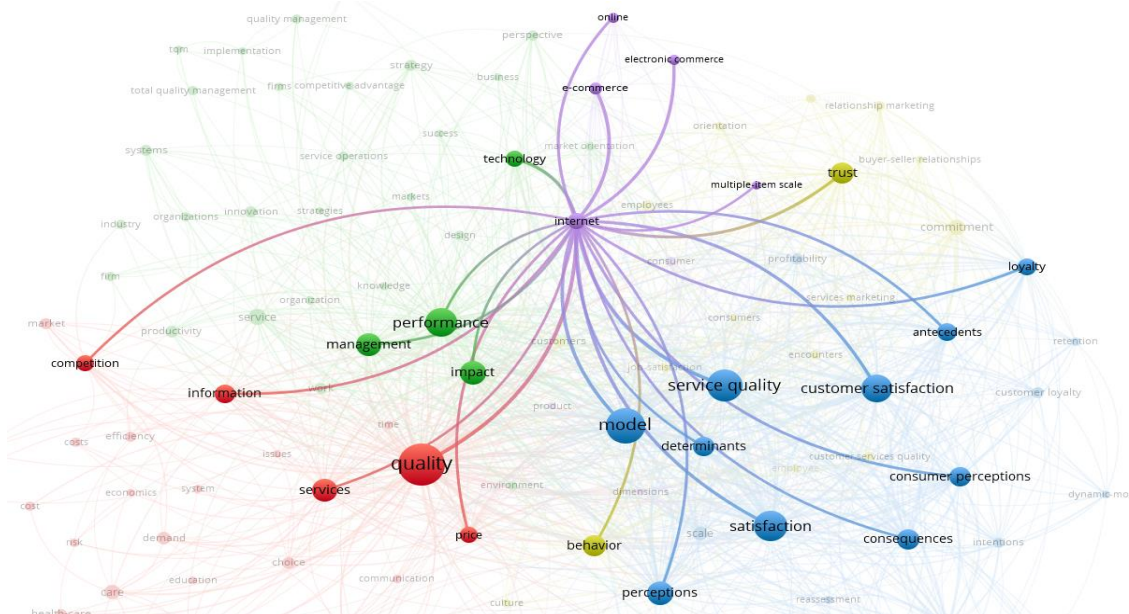 online
quality management
perspective
tqm
implementation
electronic commerce
strategy
business
firms
competitive advantage
e-commerce
total quality management
relationship marketing
orientation
success
market orientation
systems
service operations
technology
buyer-seller relationships
trust
multiple-item scale
markets
employees
industry
organizations
innovation
strategies
internet
commitment
design
consumer
profitability
loyalty
firm
knowledge
organization
services marketing
market
productivity
service
performance
consumers
antecedents
customers
management
retention
encounters
competition
impact
job satisfaction
information
work
service quality
customer satisfaction
customer loyalty
product
time
model
costs
efficiency
issues
quality
determinants
customer services quality
consumer perceptions
economics
system
services
environment
dimensions
dynamic-mo
cost
risk
demand
price
behavior
scale
satisfaction
consequences
intentions
choice
education
communication
care
perceptions
culture
reassessment
healthcare